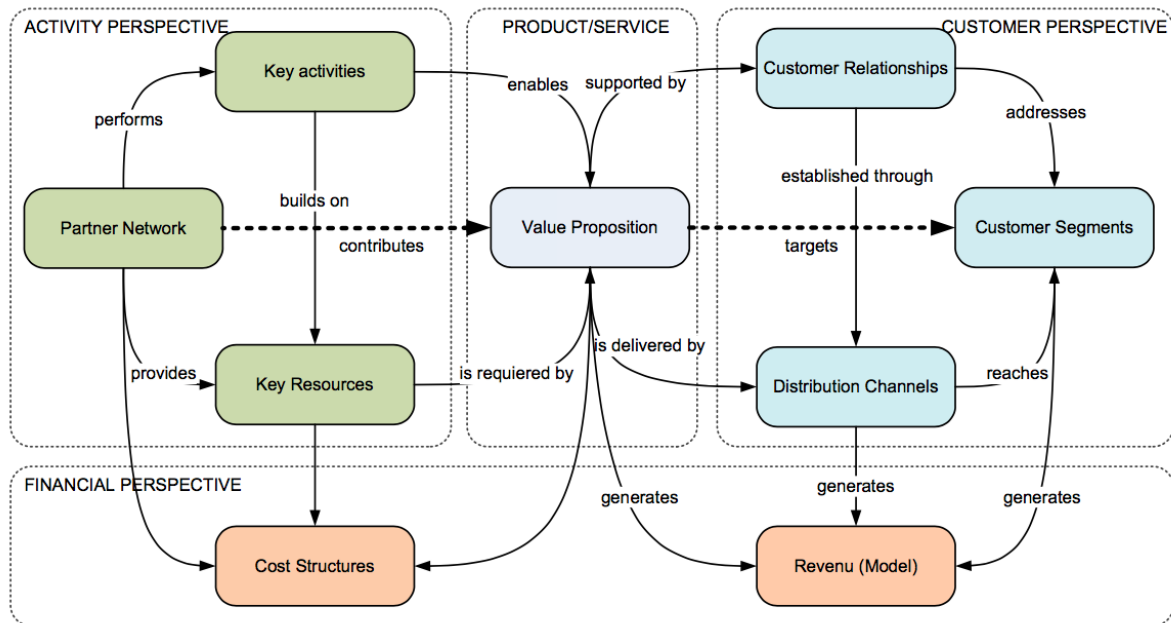 ACTIVITY PERSPECTIVE
PRODUCT/SERVICE
CUSTOMER PERSPECTIVE
Key activities
Customer Relationships
enables
supported by
performs
addresses
builds on
established through
Partner Network
Value Proposition
Customer Segments
contributes
targets
is delivered by
provides
Key Resources
is requiered by
Distribution Channels
reaches
FINANCIAL PERSPECTIVE
generates
generates
generates
Cost Structures
Revenu (Model)